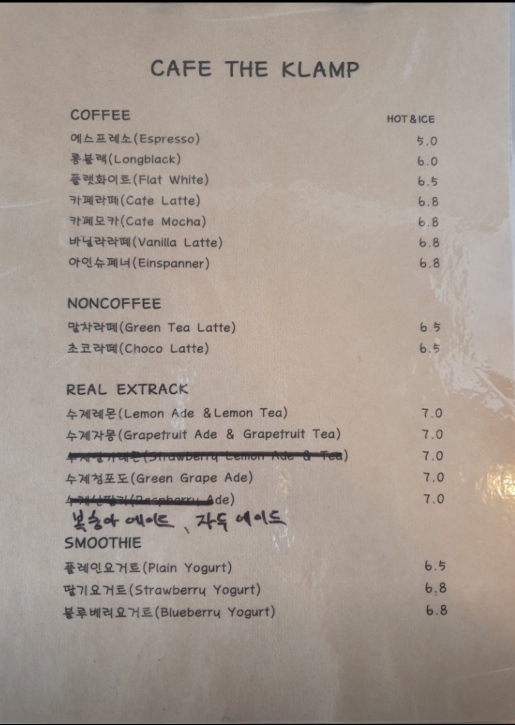 CAFE THE KLAMP
COFFEE HOT & ICE
에스프레소(Espresso) 5.0
롱블랙(Longblack) 6.0
플랫화이트(Flat White) 6.5
카페라떼(Cafe Latte) 6.8
카페모카(Cafe Mocha) 6.8
바닐라라떼(Vanilla Latte) 6.8
아인슈페너(Einspanner) 6.8
NONCOFFEE
말차라떼(Green Tea Latte) 6.5
초코라떼(Choco Latte) 6.5
REAL EXTRACK
수제레몬(Lemon Ade & Lemon Tea) 7.0
수제자몽(Grapefruit Ade & Grapefruit Tea) 7.0
(Strawberry Lemon Ade & Tea) 7.0
수제청포도(Green Grape Ade) 7.0
Ade) 7.0
복숭아 에이드, 자두 에이드
SMOOTHIE
플레인요거트(Plain Yogurt) 6.5
딸기요거트(Strawberry Yogurt) 6.8
블루베리요거트(Blueberry Yogurt) 6.8